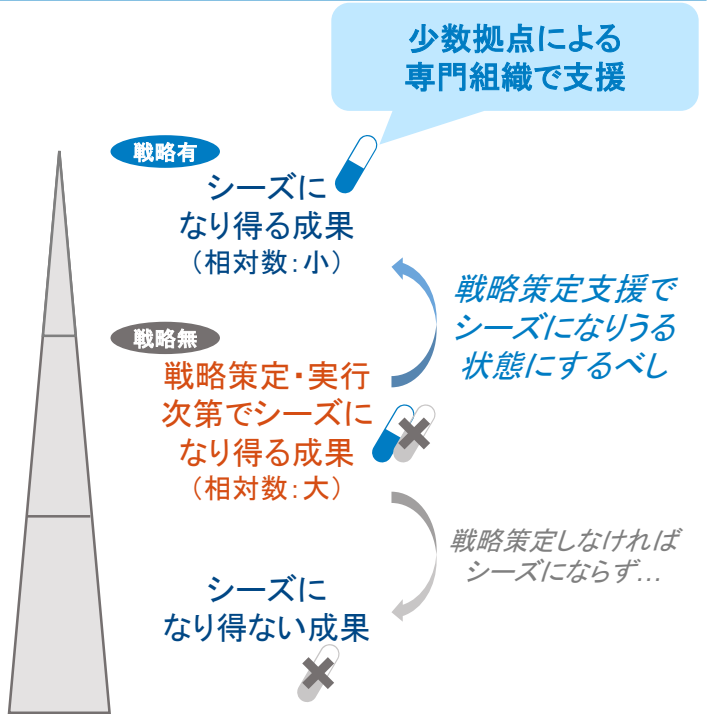 少数拠点による
専門組織で支援
戦略有
シーズに
なり得る成果
（相対数：小）
戦略策定支援で
シーズになりうる
状態にするべし
戦略無
戦略策定・実行
次第でシーズに
なり得る成果
（相対数：大）
戦略策定しなければ
シーズにならず…
シーズに
なり得ない成果